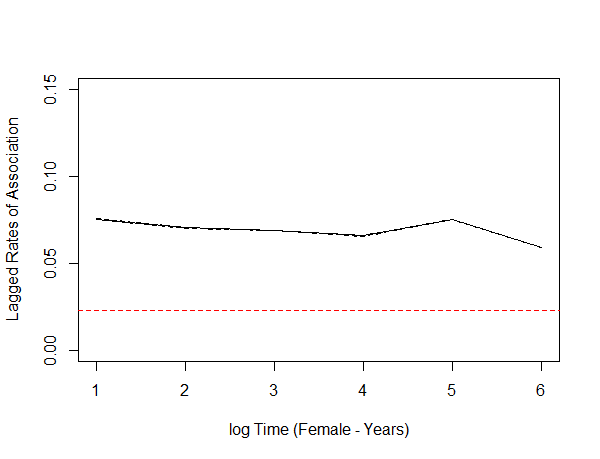 Lagged Rates of Association
0.15
0.10
0.05
0.00
1 2 3 4 5 6
log Time (Female - Years)